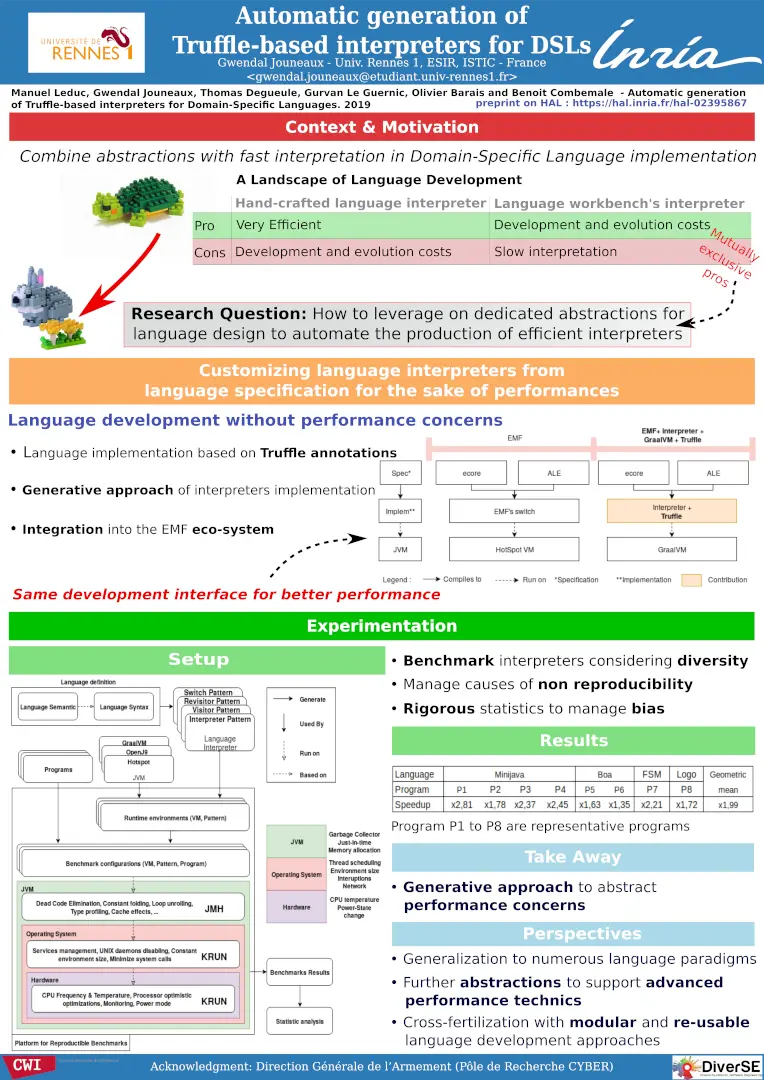 UNIVERSITÉ DE
RENNES 1
Automatic generation of
Truffle-based interpreters for DSLs
Gwendal Jouneaux - Univ. Rennes 1, ESIR, ISTIC - France
<gwendal.jouneaux@etudiant.univ-rennes1.fr>
Inria
Manuel Leduc, Gwendal Jouneaux, Thomas Degueule, Gurvan Le Guernic, Olivier Barais and Benoit Combemale - Automatic generation
of Truffle-based interpreters for Domain-Specific Languages. 2019
preprint on HAL : https://hal.inria.fr/hal-02395867
Context & Motivation
Combine abstractions with fast interpretation in Domain-Specific Language implementation
A Landscape of Language Development
Hand-crafted language interpreter Language workbench's interpreter
Pro Very Efficient Development and evolution costs
Cons Development and evolution costs Slow interpretation
Mutually
exclusive
pros
Research Question: How to leverage on dedicated abstractions for
language design to automate the production of efficient interpreters
Customizing language interpreters from
language specification for the sake of performances
Language development without performance concerns
• Language implementation based on Truffle annotations
• Generative approach of interpreters implementation
• Integration into the EMF eco-system
Same development interface for better performance
EMF
EMF+ Interpreter +
GraalVM + Truffle
Spec* ecore ALE ecore ALE
Implem** EMF's switch Interpreter +
Truffle
JVM HotSpot VM GraalVM
Legend : Compiles to Run on *Specification **Implementation Contribution
Experimentation
Setup
Language definition
Language Semantic Language Syntax
Switch Pattern
Revisitor Pattern
Visitor Pattern
Interpreter Pattern
Language
Interpreter
Generate
Used By
Run on
Based on
Programs
GraalVM
OpenJ9
Hotspot
JVM
Runtime environments (VM, Pattern)
Benchmark configurations (VM, Pattern, Program)
JVM
Garbage Collector
Just-in-time
Memory allocation
Operating System
Thread scheduling
Environment size
Interuptions
Network
Hardware
CPU temperature
Power-State
change
JVM
Dead Code Elimination, Constant folding, Loop unrolling,
Type profiling, Cache effects, ...
JMH
Operating System
Services management, UNIX daemons disabling, Constant
environment size, Minimize system calls
KRUN
Hardware
CPU Frequency & Temperature, Processor optimistic
optimizations, Monitoring, Power mode
KRUN
Benchmarks Results
Statistic analysis
Platform for Reproductible Benchmarks
• Benchmark interpreters considering diversity
• Manage causes of non reproducibility
• Rigorous statistics to manage bias
Results
Language Minijava Boa FSM Logo Geometric
Program P1 P2 P3 P4 P5 P6 P7 P8 mean
Speedup x2,81 x1,78 x2,37 x2,45 x1,63 x1,35 x2,21 x1,72 x1,99
Program P1 to P8 are representative programs
Take Away
• Generative approach to abstract
performance concerns
Perspectives
• Generalization to numerous language paradigms
• Further abstractions to support advanced
performance technics
• Cross-fertilization with modular and re-usable
language development approaches
CWI
Acknowledgment: Direction Générale de l'Armement (Pôle de Recherche CYBER)
DiverSE